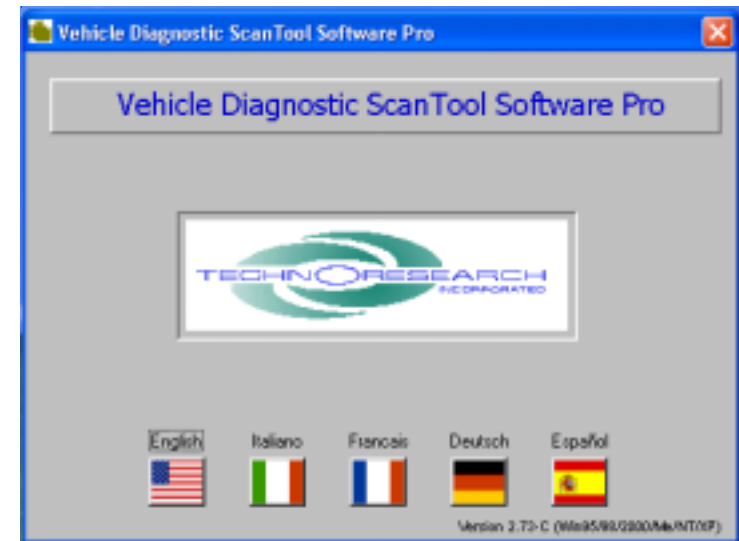 Vehicle Diagnostic ScanTool Software Pro
Vehicle Diagnostic ScanTool Software Pro
TECHNORESEARCH
INCORPORATED
English Italiano Francais Deutsch Español
Version 2.73-C (Win95/98/2000/Me/NT/XP)